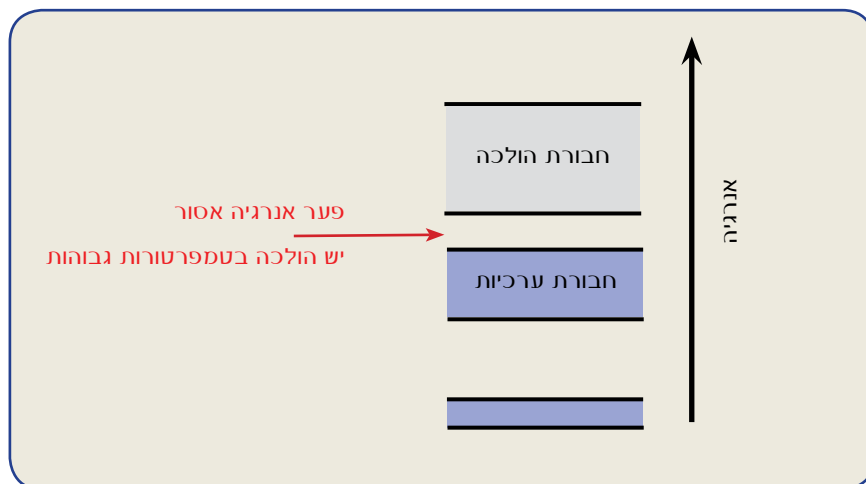 חבורת הולכה
פער אנרגיה אסור
יש הולכה בטמפרטורות גבוהות
חבורת ערכיות
אנרגיה